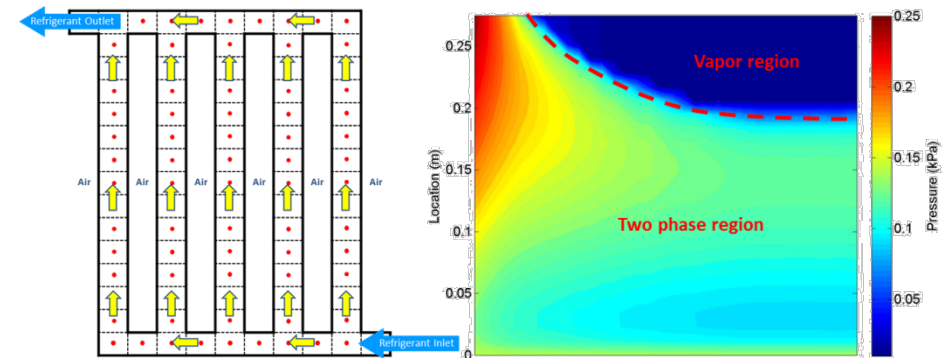 Refrigerant Outlet
Air
Air
Air
Air
Air
Air
Refrigerant Inlet
Location (m)
0.25
0.2
0.15
0.1
0.05
0
Vapor region
Two phase region
0.25
0.2
0.15
0.1
0.05
Pressure (kPa)